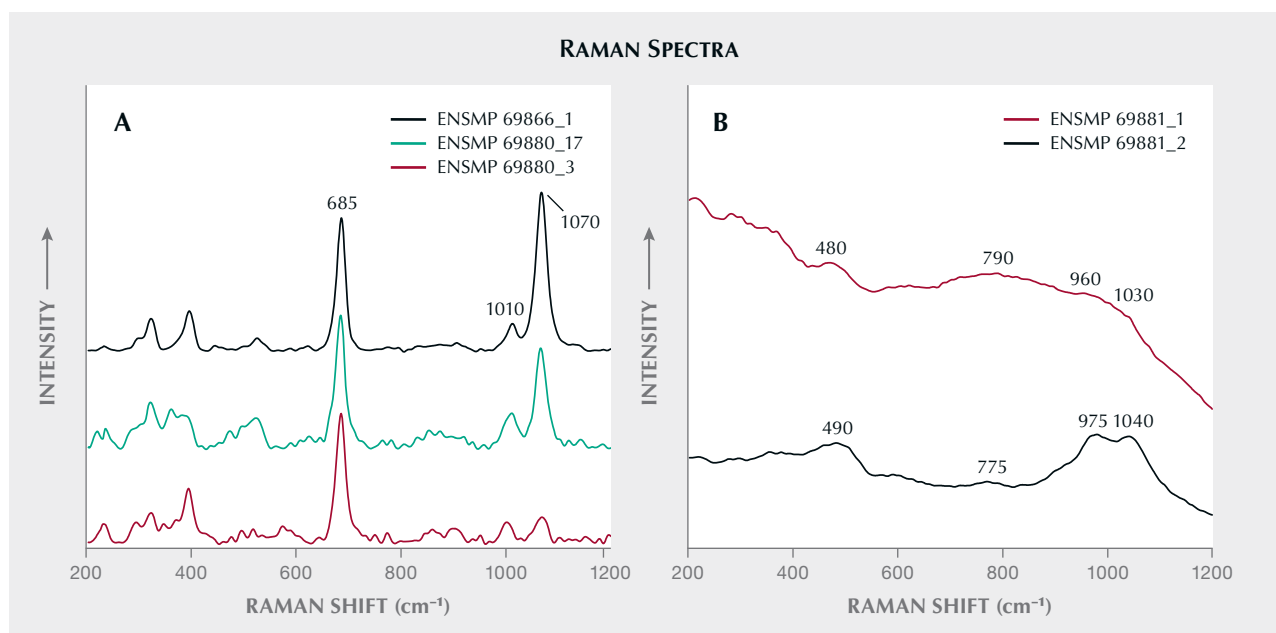 RAMAN SPECTRA
A
ENSMP 69866_1
ENSMP 69880_17
ENSMP 69880_3
685
1070
1010
INTENSITY
200 400 600 800 1000 1200
RAMAN SHIFT (cm⁻¹)
B
ENSMP 69881_1
ENSMP 69881_2
480
790
960
1030
490
775
975 1040
INTENSITY
200 400 600 800 1000 1200
RAMAN SHIFT (cm⁻¹)